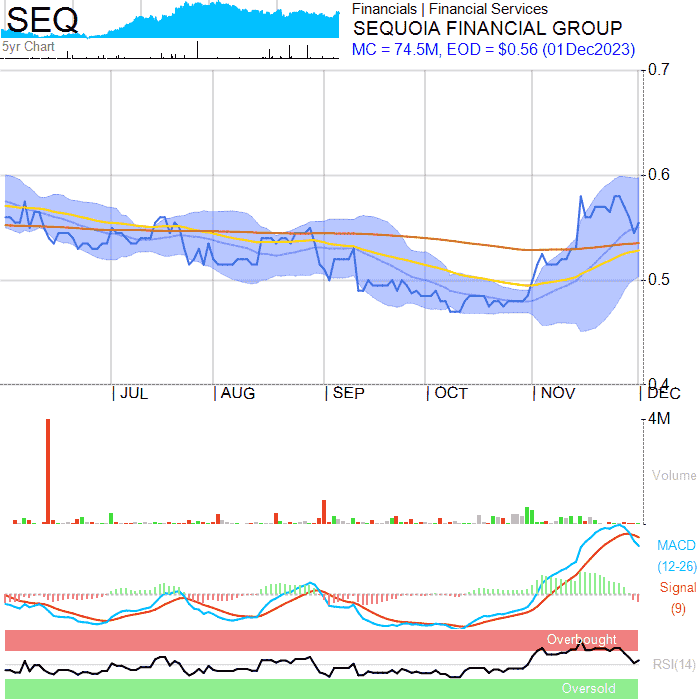 SEQ
5yr Chart
Financials | Financial Services
SEQUOIA FINANCIAL GROUP
MC = 74.5M, EOD = $0.56 (01Dec2023)
0.7
0.6
0.5
0.4
JUL
AUG
SEP
OCT
NOV
DEC
4M
Volume
MACD
(12-26)
Signal
(9)
Overbought
RSI(14)
Oversold